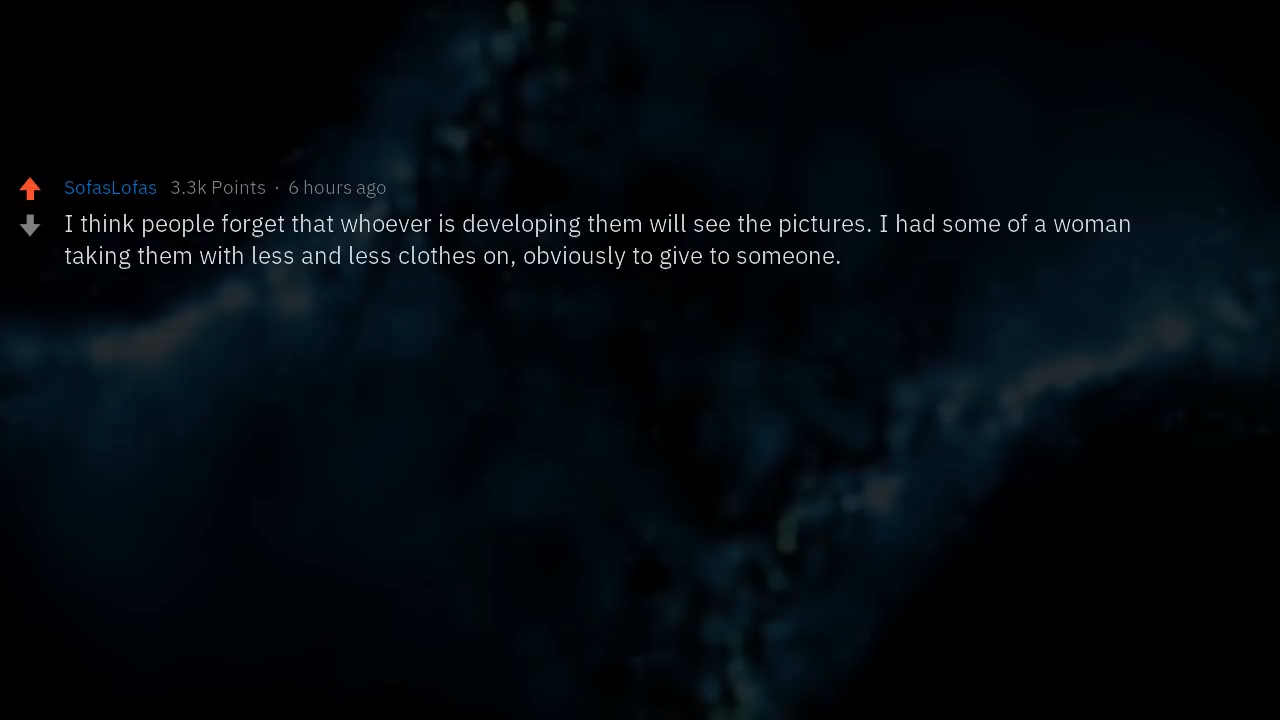 SofasLofas 3.3k Points · 6 hours ago
I think people forget that whoever is developing them will see the pictures. I had some of a woman
taking them with less and less clothes on, obviously to give to someone.